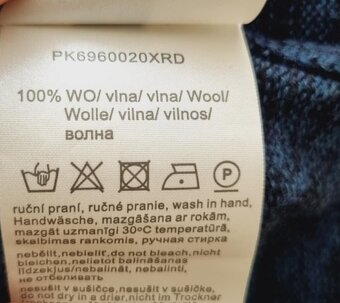 PK6960020XRD
100% WO/ vlna/ vlna/ Wool/
Wolle/ vilna/ vilnos/
волна
ruční praní, ručné pranie, wash in hand,
Handwäsche, mazgāšana ar rokām,
mazgāt uzmanīgi 30ºC temperatūrā,
skalbimas rankomis, ручная стирка
nebělit, nebieliť, do not bleach, nicht
bleichen, nelietot balināšanas
līdzekļus/nebalināt, nebalinti
не отбеливать
nesušit v sušičce, nesušiť v sušičke,
do not dry in a drier, nicht im Trockner